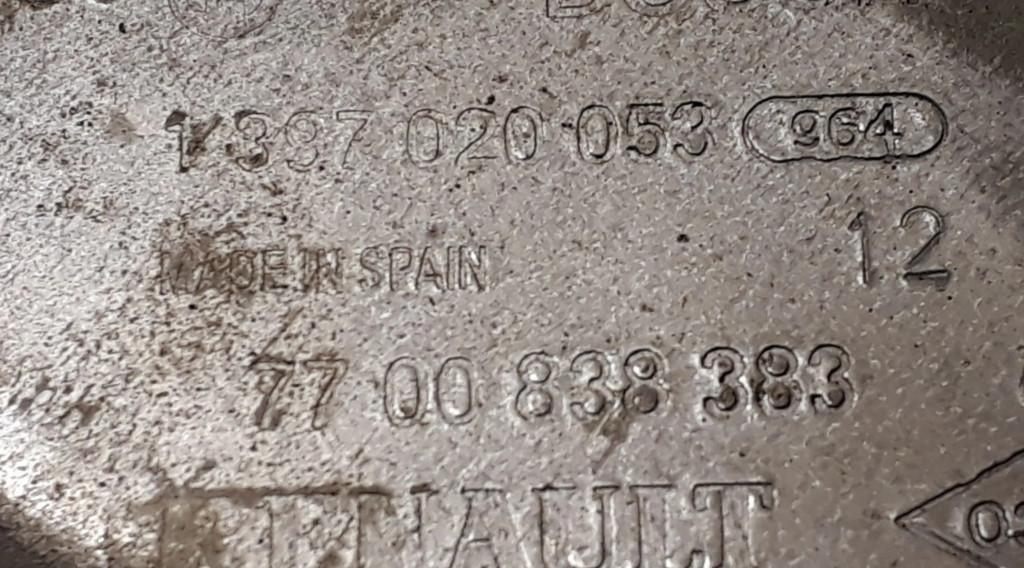 1 397 020 053 964
12
MADE IN SPAIN
77 00 838 383
RENAULT